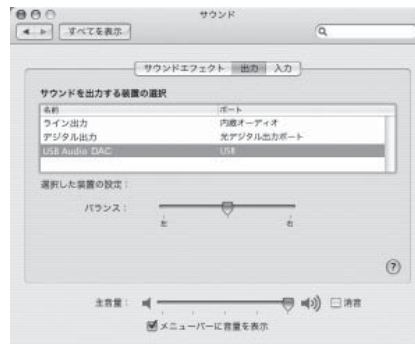 サウンド
すべてを表示
サウンドエフェクト 出力 入力
サウンドを出力する装置の選択
名前 ポート
ライン出力 内蔵オーディオ
デジタル出力 光デジタル出力ポート
USB Audio DAC USB
選択した装置の設定：
バランス：
左 右
?
主音量： 消音
メニューバーに音量を表示